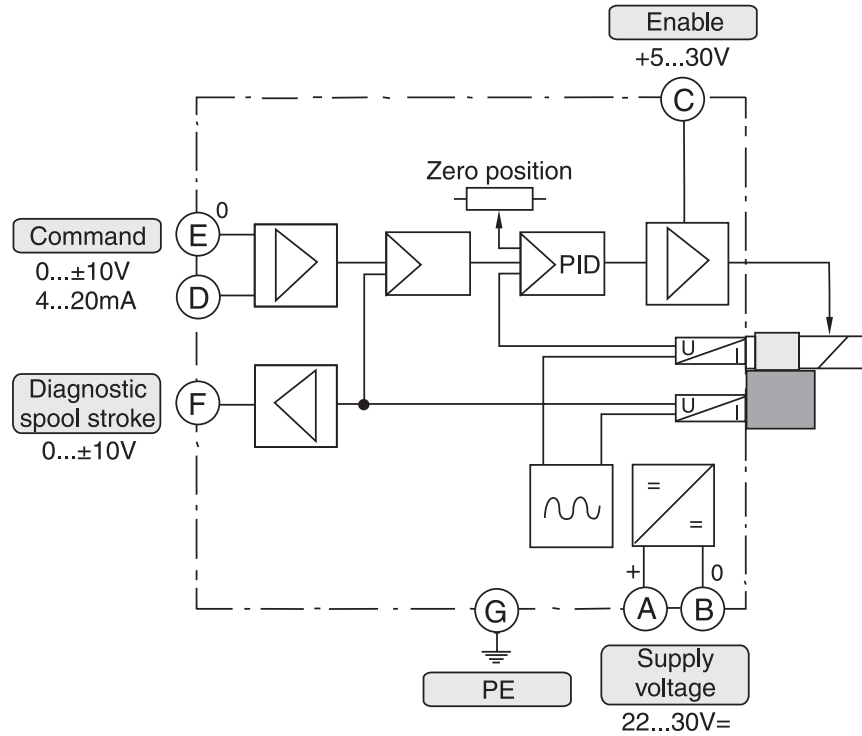 Enable
+5...30V
C
Zero position
E
0
Command
0...±10V
4...20mA
D
PID
U
I
Diagnostic
spool stroke
0...±10V
F
U
I
=
=
+
0
G
A
B
PE
Supply
voltage
22...30V=